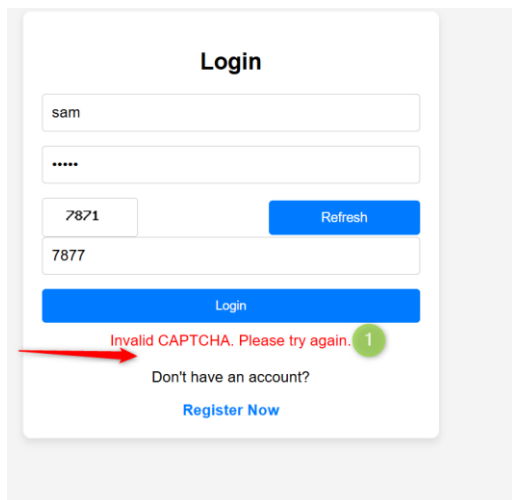 Login
sam
•••••
7871
Refresh
7877
Login
Invalid CAPTCHA. Please try again.
1
Don't have an account?
Register Now